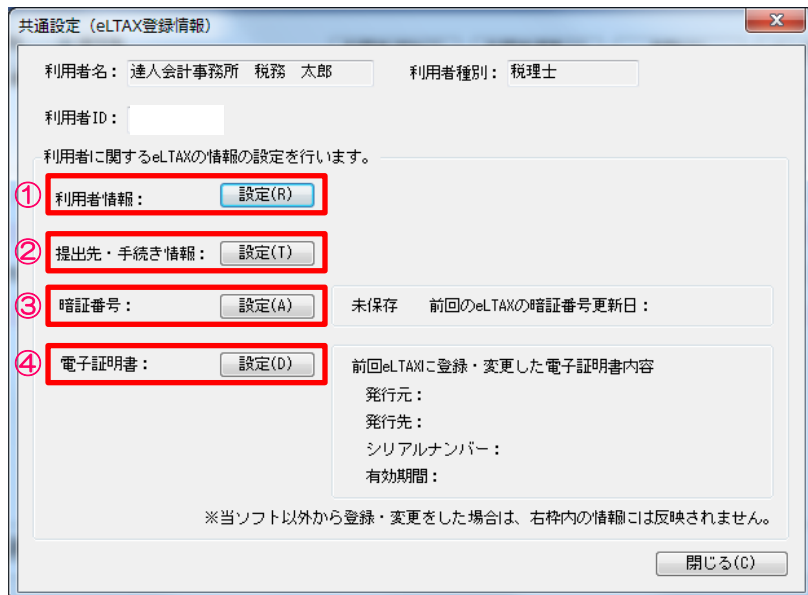 共通設定（eLTAX登録情報）
利用者名： 達人会計事務所　税務　太郎 利用者種別： 税理士
利用者ID：
利用者に関するeLTAXの情報の設定を行います。
① 利用者情報： 設定(R)
② 提出先・手続き情報： 設定(T)
③ 暗証番号： 設定(A) 未保存 前回のeLTAXの暗証番号更新日：
④ 電子証明書： 設定(D) 前回eLTAXに登録・変更した電子証明書内容
発行元：
発行先：
シリアルナンバー：
有効期間：
※当ソフト以外から登録・変更をした場合は、右枠内の情報には反映されません。
閉じる(C)